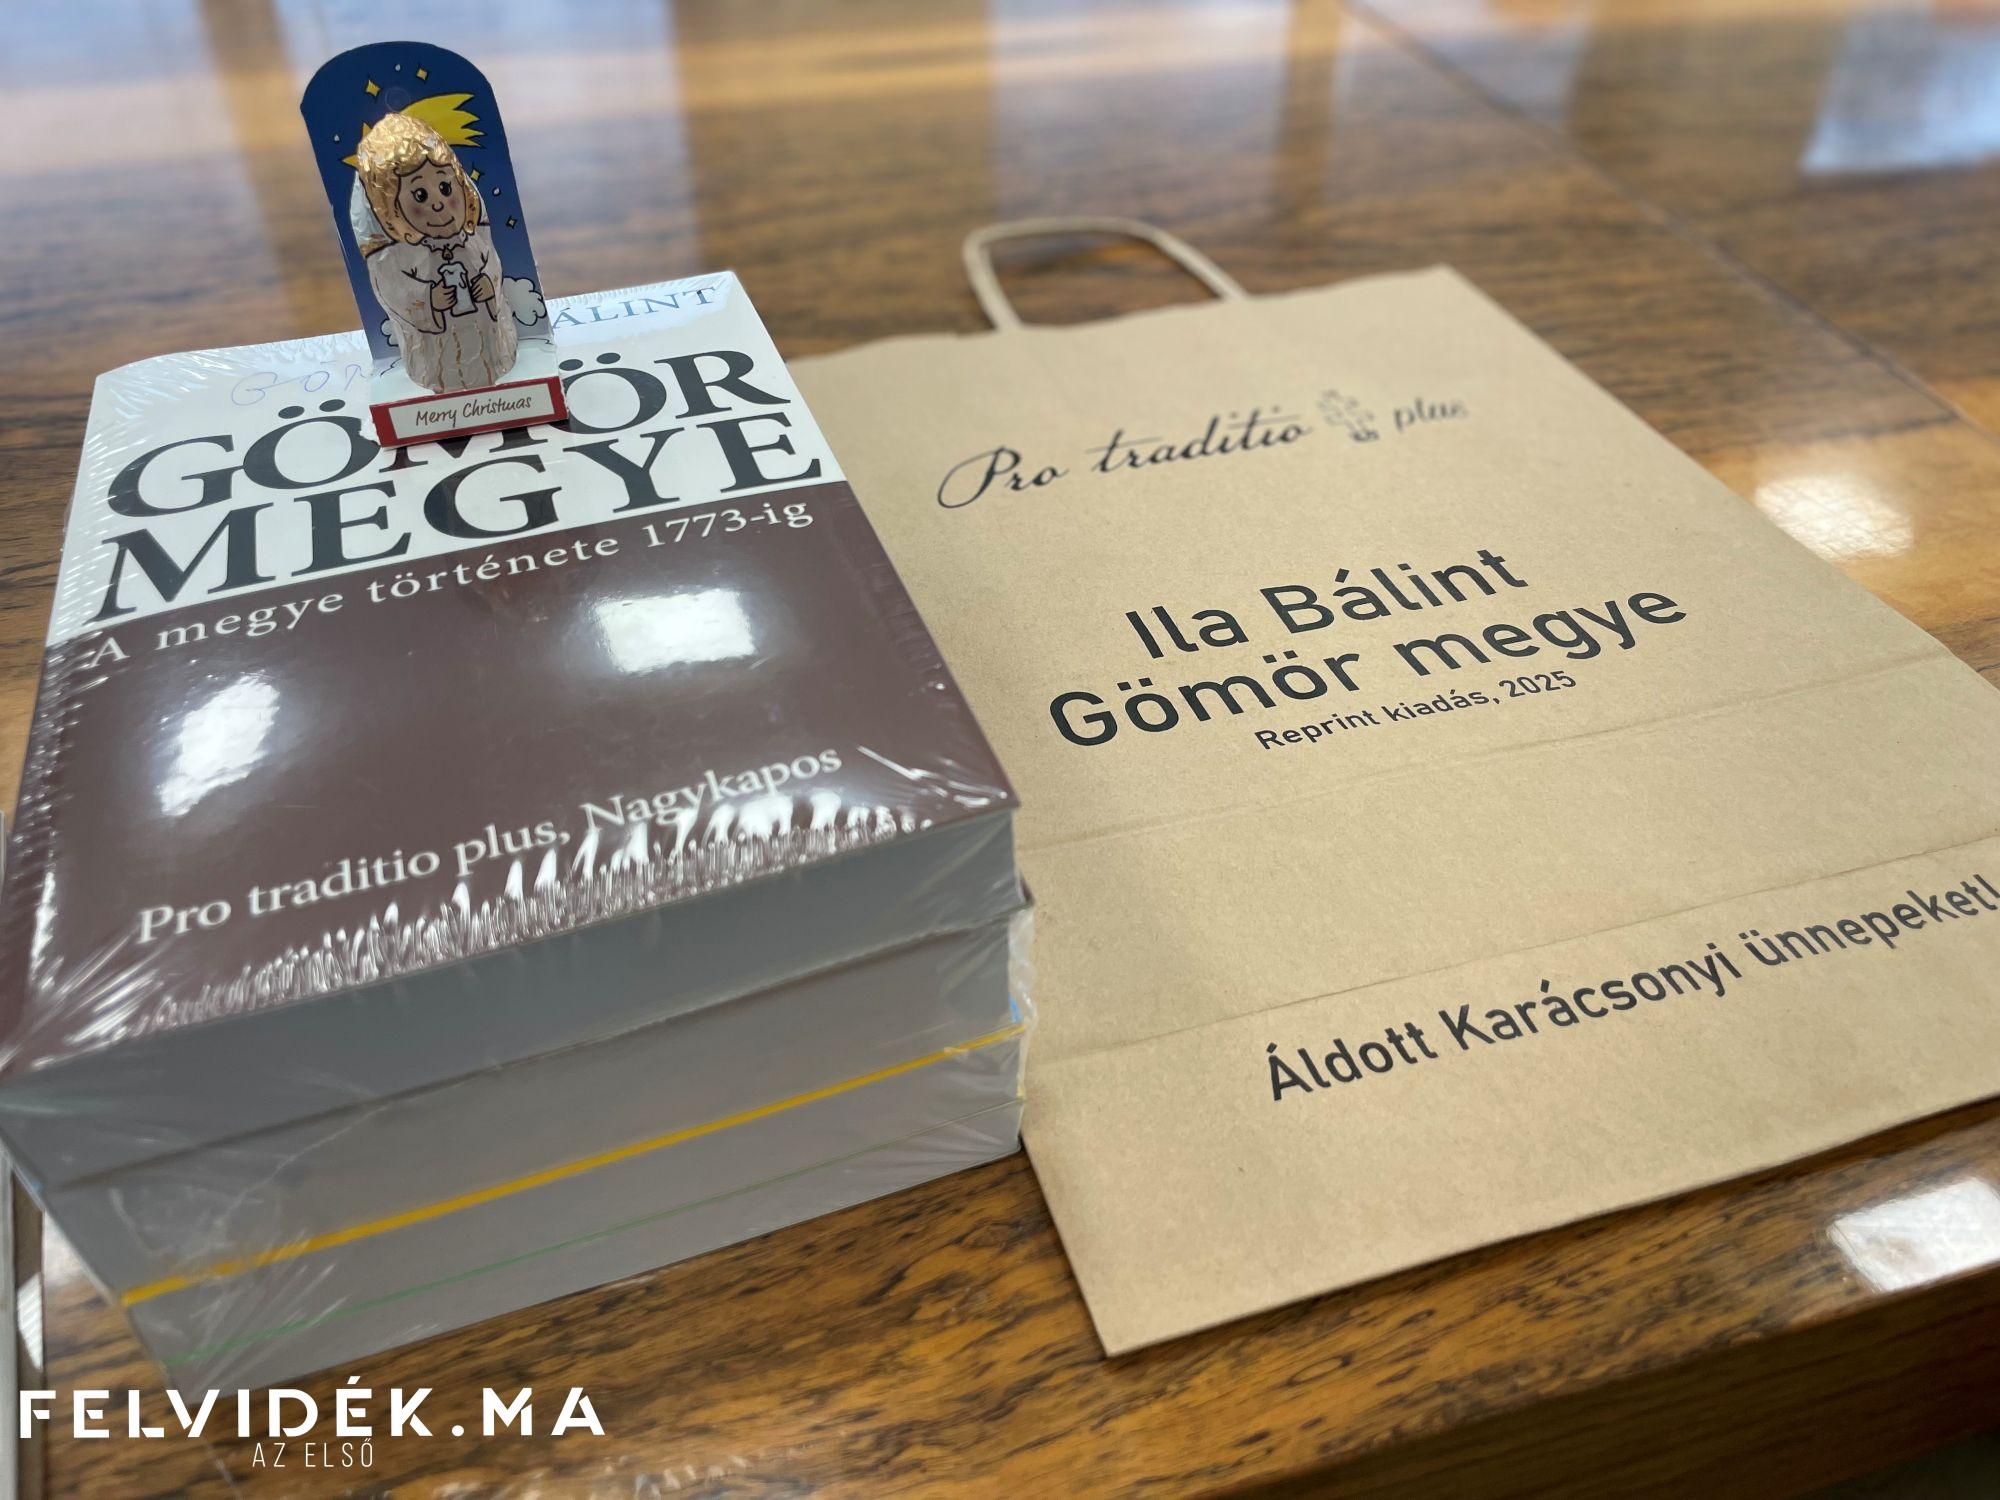 ÁLINT
GÖMÖR
MEGYE
A megye története 1773-ig
Pro traditio plus, Nagykapos
Merry Christmas
Pro traditio plus
Ila Bálint
Gömör megye
Reprint kiadás, 2025
Áldott Karácsonyi ünnepeket!
FELVIDÉK.MA
AZ ELSŐ